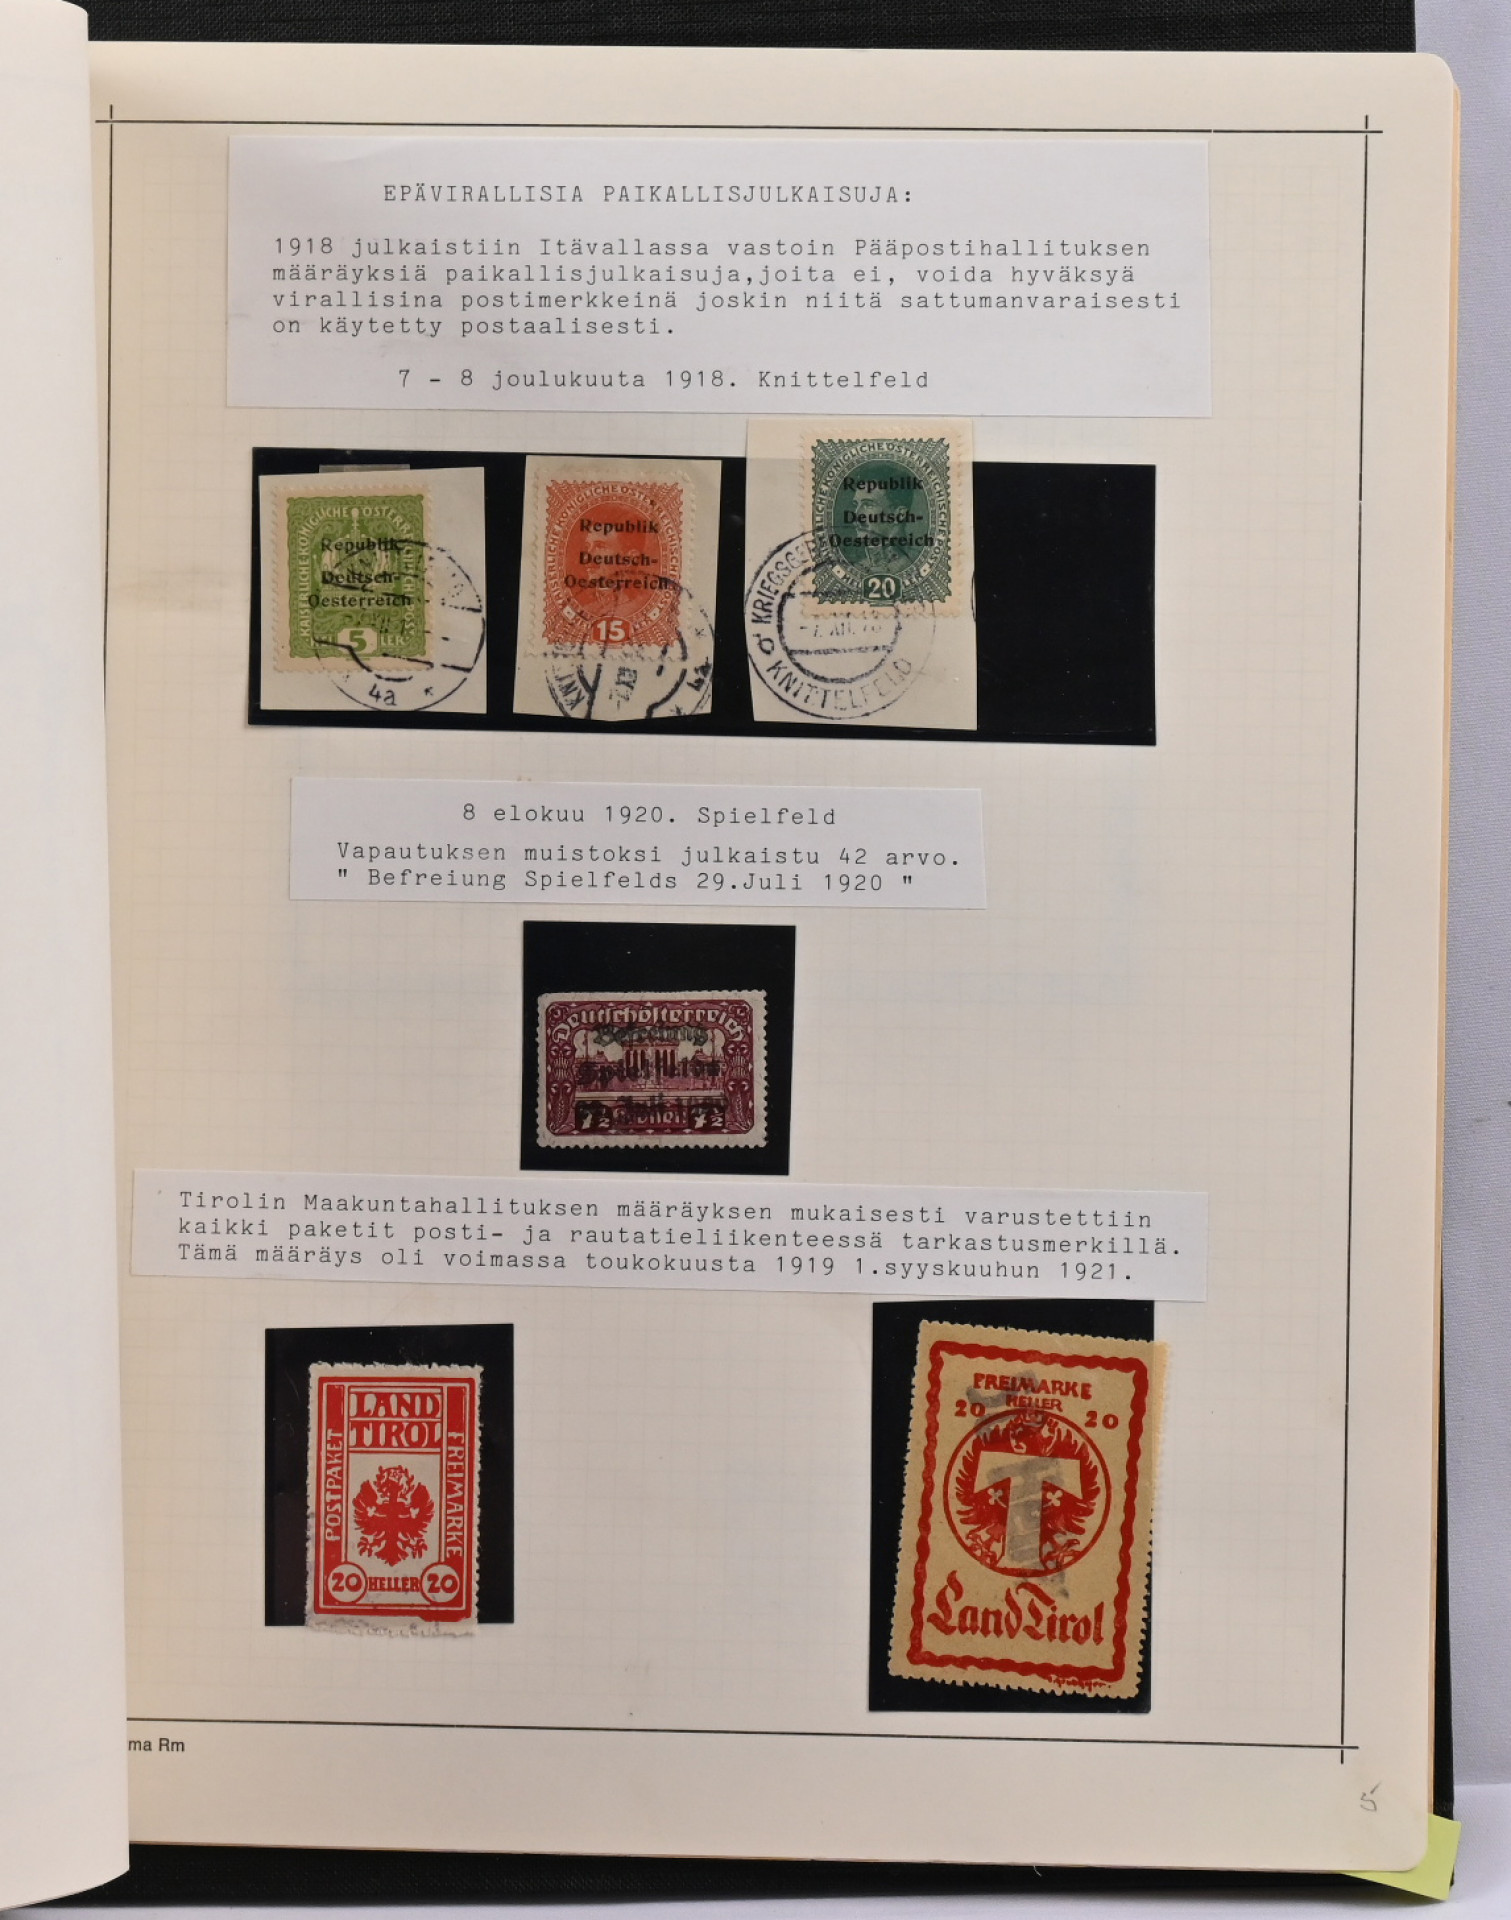 EPÄVIRALLISIA PAIKALLISJULKAISUJA:
1918 julkaistiin Itävallassa vastoin Pääpostihallituksen
määräyksiä paikallisjulkaisuja,joita ei, voida hyväksyä
virallisina postimerkkeinä joskin niitä sattumanvaraisesti
on käytetty postaalisesti.
7 - 8 joulukuuta 1918. Knittelfeld
Republik
Deutsch-
Oesterreich
5
4a
Republik
Deutsch-
Oesterreich
15
Republik
Deutsch-
Oesterreich
20
KNITTELFELD
8 elokuu 1920. Spielfeld
Vapautuksen muistoksi julkaistu 42 arvo.
" Befreiung Spielfelds 29.Juli 1920 "
Deutschösterreich
Befreiung
Tirolin Maakuntahallituksen määräyksen mukaisesti varustettiin
kaikki paketit posti- ja rautatieliikenteessä tarkastusmerkillä.
Tämä määräys oli voimassa toukokuusta 1919 1.syyskuuhun 1921.
LAND
TIROL
POSTPAKET
FREIMARKE
20 HELLER 20
FREIMARKE
HELLER
20 20
T
Land Tirol
ma Rm
5